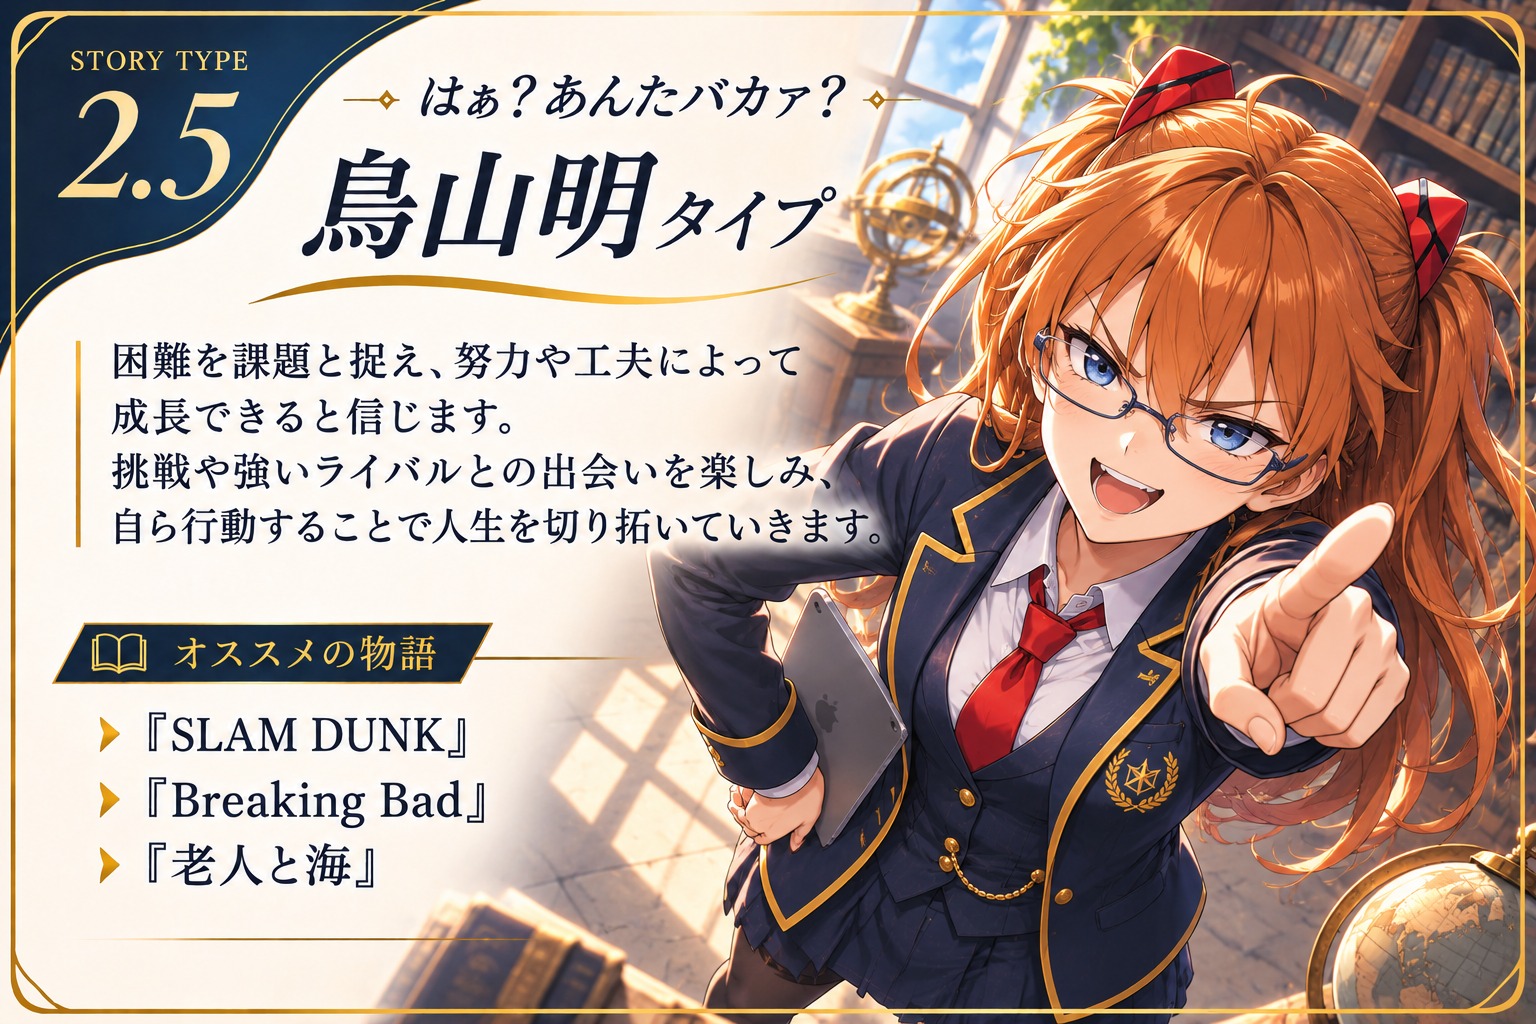 STORY TYPE
2.5
はぁ？あんたバカァ？
鳥山明タイプ
困難を課題と捉え、努力や工夫によって
成長できると信じます。
挑戦や強いライバルとの出会いを楽しみ、
自ら行動することで人生を切り拓いていきます。
オススメの物語
『SLAM DUNK』
『Breaking Bad』
『老人と海』